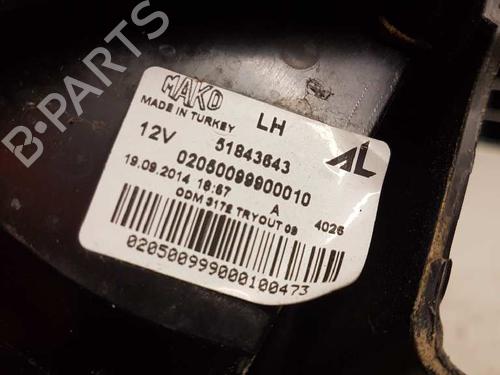 MAKO
MADE IN TURKEY
LH
12V
51843643
02050099900010
AL
19.09.2014 16:57
A
4026
ODM 3172 TRYOUT 09
020500999000100473